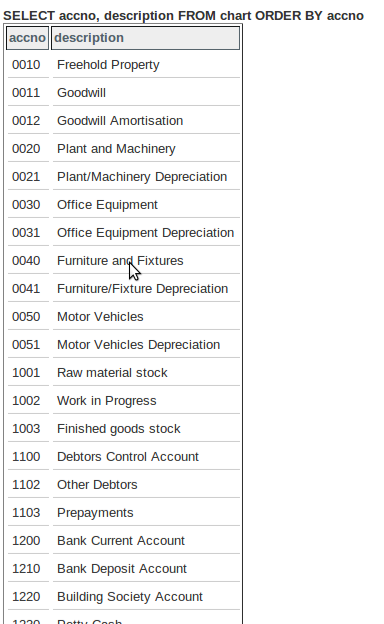 SELECT accno, description FROM chart ORDER BY accno
accno description
0010 Freehold Property
0011 Goodwill
0012 Goodwill Amortisation
0020 Plant and Machinery
0021 Plant/Machinery Depreciation
0030 Office Equipment
0031 Office Equipment Depreciation
0040 Furniture and Fixtures
0041 Furniture/Fixture Depreciation
0050 Motor Vehicles
0051 Motor Vehicles Depreciation
1001 Raw material stock
1002 Work in Progress
1003 Finished goods stock
1100 Debtors Control Account
1102 Other Debtors
1103 Prepayments
1200 Bank Current Account
1210 Bank Deposit Account
1220 Building Society Account
1230 Petty Cash